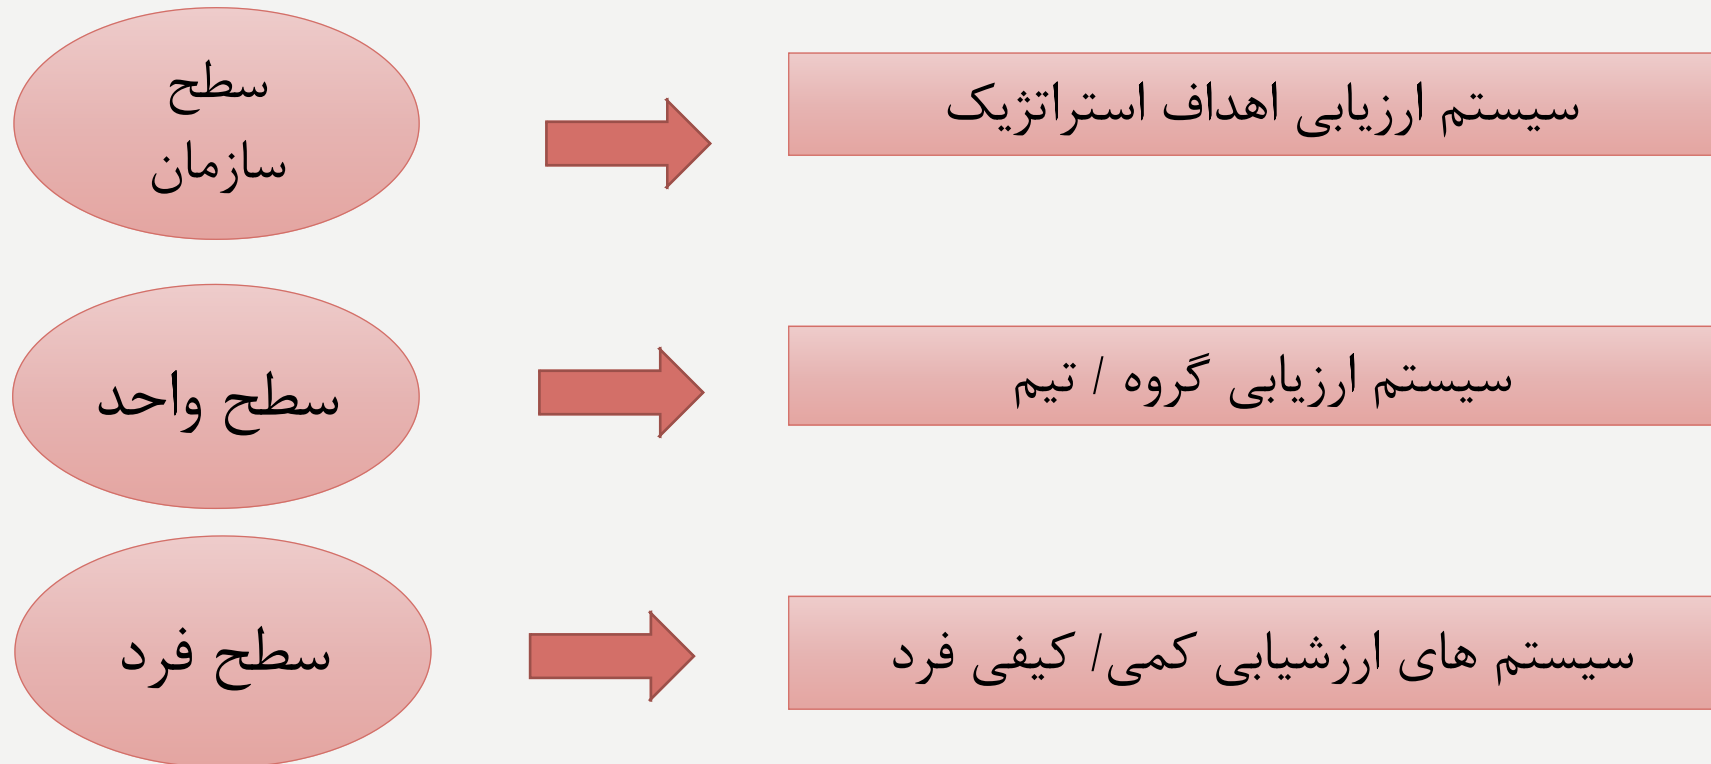 سطح
سازمان
سیستم ارزیابی اهداف استراتژیک
سطح واحد
سیستم ارزیابی گروه / تیم
سطح فرد
سیستم های ارزشیابی کمی/ کیفی فرد